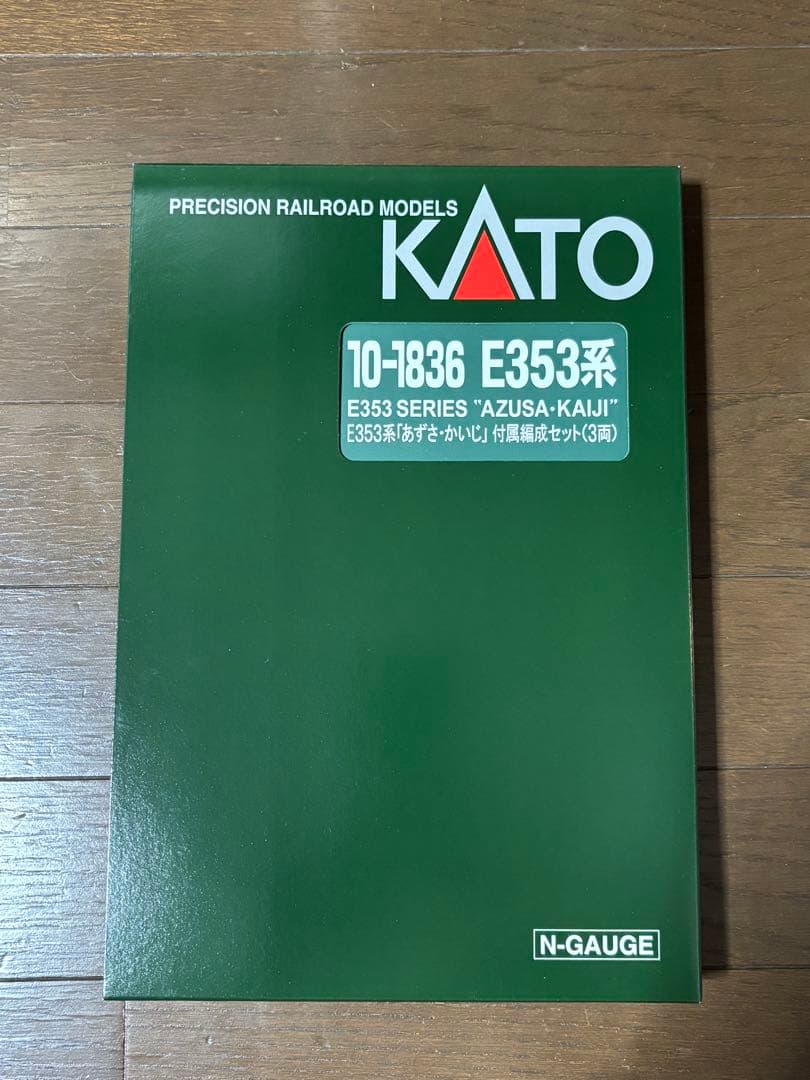 PRECISION RAILROAD MODELS
KATO
10-1836 E353系
E353 SERIES "AZUSA･KAIJI"
E353系「あずさ・かいじ」付属編成セット(3両)
N-GAUGE